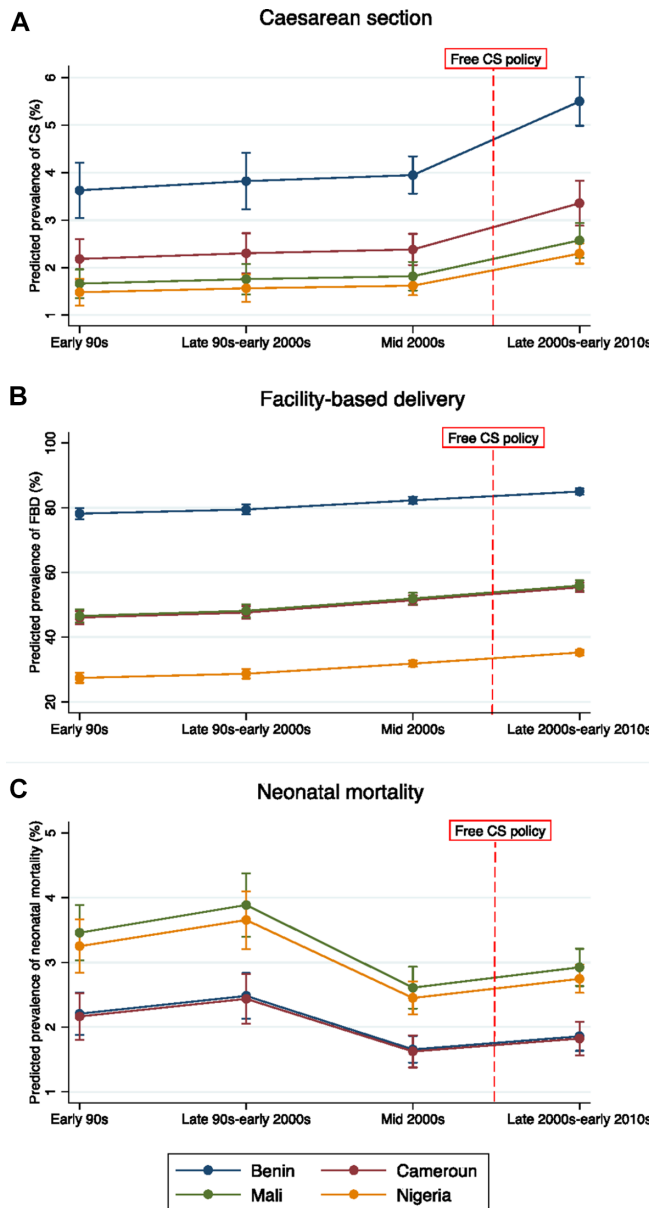 A
Caesarean section
Free CS policy
Predicted prevalence of CS (%)
6
5
4
3
2
1
Early 90s Late 90s-early 2000s Mid 2000s Late 2000s-early 2010s
B
Facility-based delivery
Free CS policy
Predicted prevalence of FBD (%)
100
80
60
40
20
Early 90s Late 90s-early 2000s Mid 2000s Late 2000s-early 2010s
C
Neonatal mortality
Free CS policy
Predicted prevalence of neonatal mortality (%)
5
4
3
2
1
Early 90s Late 90s-early 2000s Mid 2000s Late 2000s-early 2010s
Benin Cameroun
Mali Nigeria